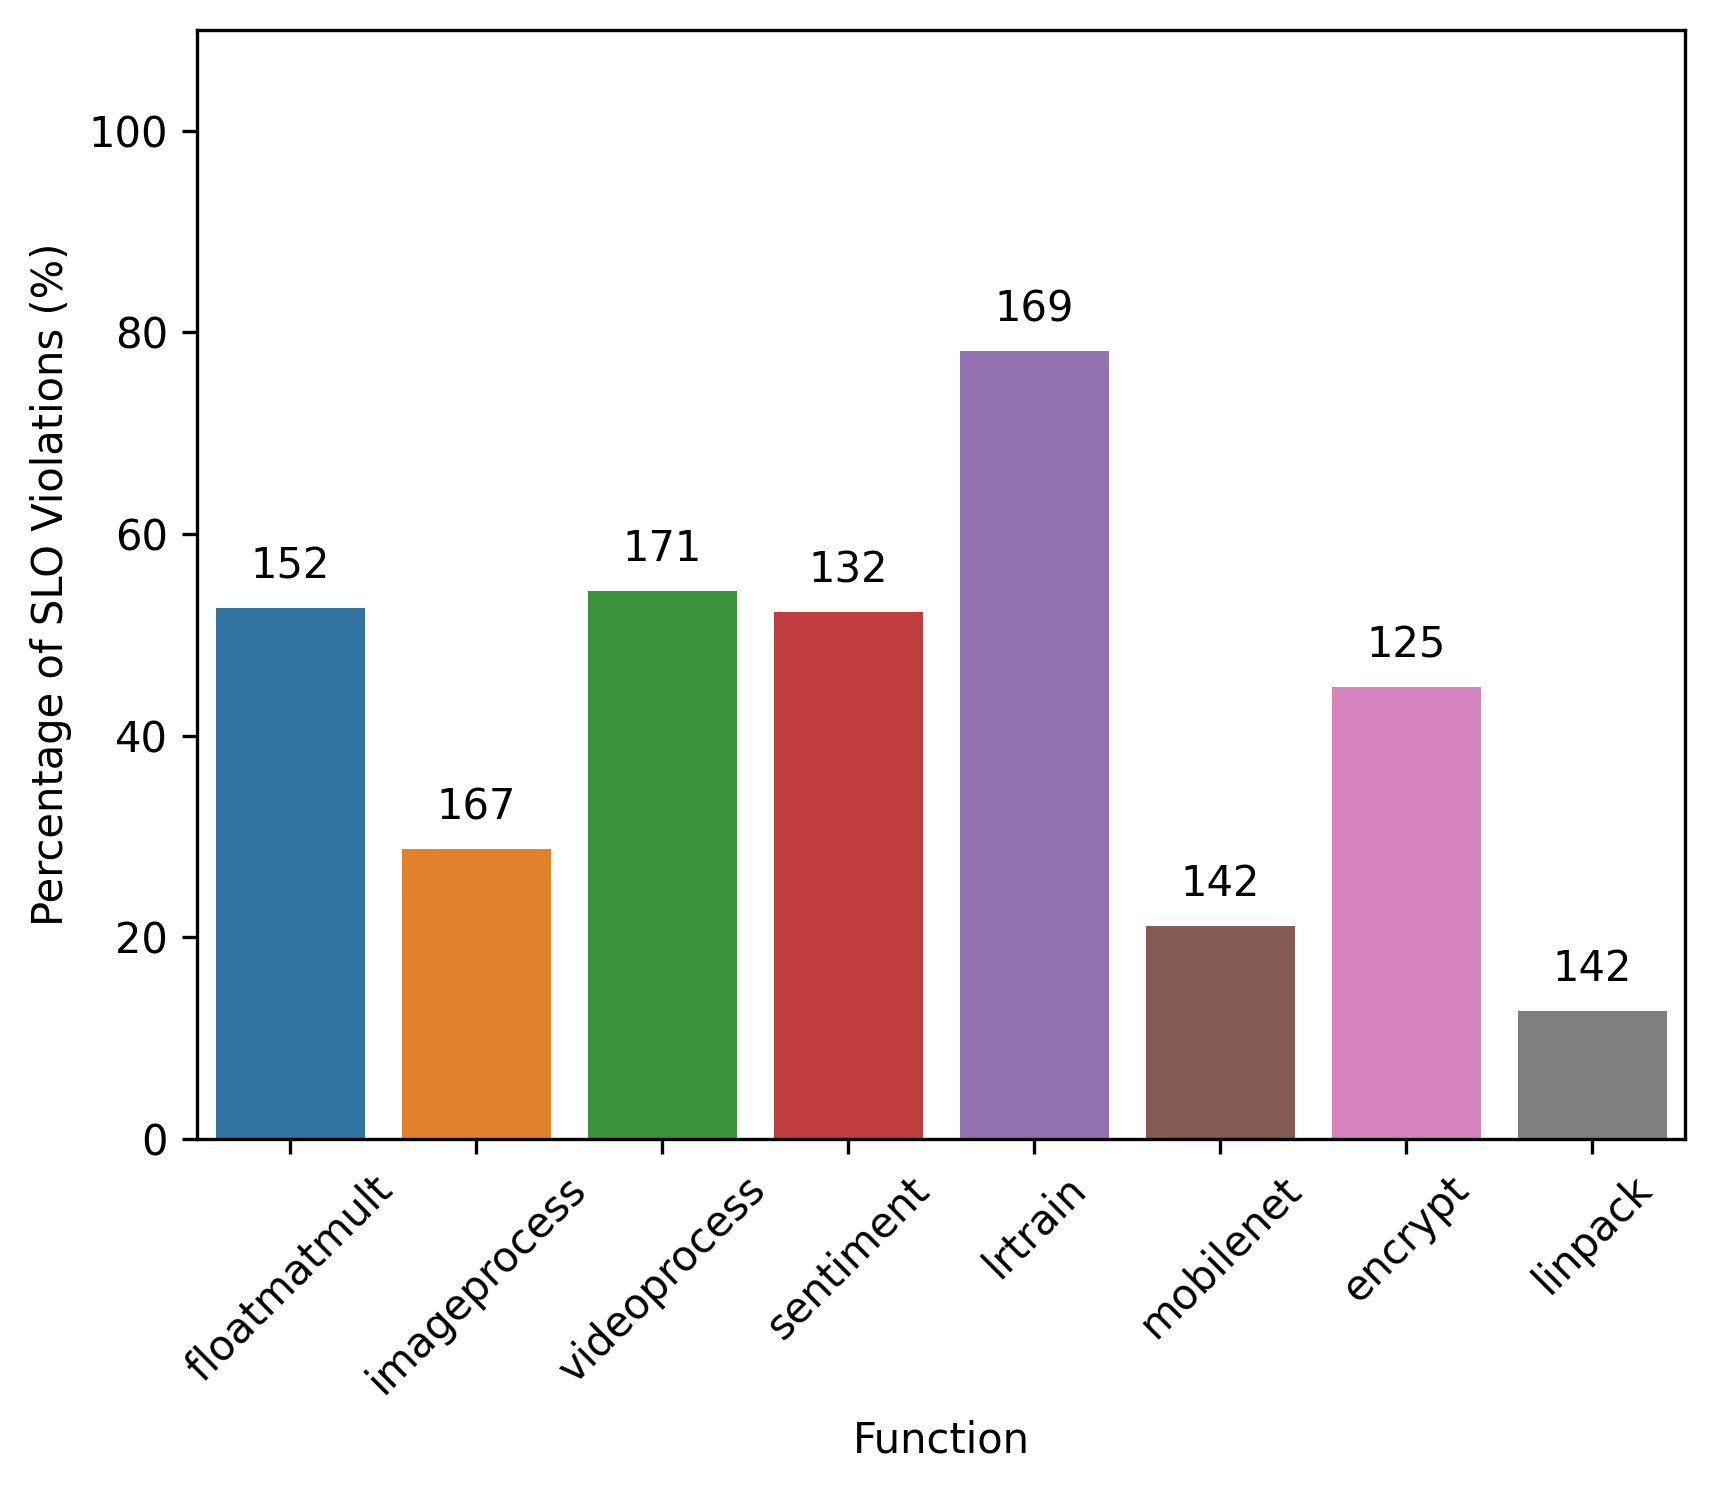 Percentage of SLO Violations (%)
100
80
60
40
20
0
152
167
171
132
169
142
125
142
floatmatmult
imageprocess
videoprocess
sentiment
lrtrain
mobilenet
encrypt
linpack
Function